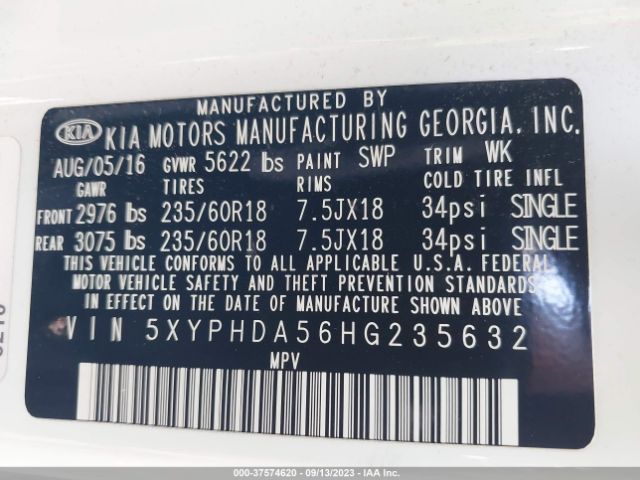 MANUFACTURED BY
KIA KIA MOTORS MANUFACTURING GEORGIA, INC.
AUG/05/16 GVWR 5622 lbs PAINT SWP TRIM WK
GAWR TIRES RIMS COLD TIRE INFL
FRONT 2976 lbs 235/60R18 7.5JX18 34psi SINGLE
REAR 3075 lbs 235/60R18 7.5JX18 34psi SINGLE
THIS VEHICLE CONFORMS TO ALL APPLICABLE U.S.A. FEDERAL
MOTOR VEHICLE SAFETY AND THEFT PREVENTION STANDARDS
IN EFFECT ON THE DATE OF MANUFACTURE SHOWN ABOVE
VIN 5XYPHDA56HG235632
MPV
000-37574620 - 09/13/2023 - IAA Inc.